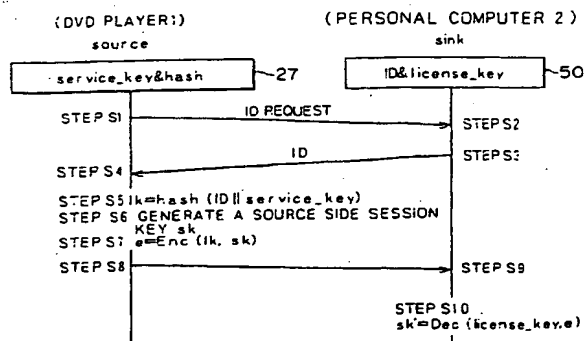 (DVD PLAYER1)
source
(PERSONAL COMPUTER 2)
sink
service_key&hash
27
ID&license_key
50
STEP S1
ID REQUEST
STEP S2
STEP S4
ID
STEP S3
STEP S5 lk=hash (ID || service_key)
STEP S6 GENERATE A SOURCE SIDE SESSION
KEY sk
STEP S7 e=Enc (lk, sk)
STEP S8
STEP S9
STEP S10
sk'=Dec (license_key,e)